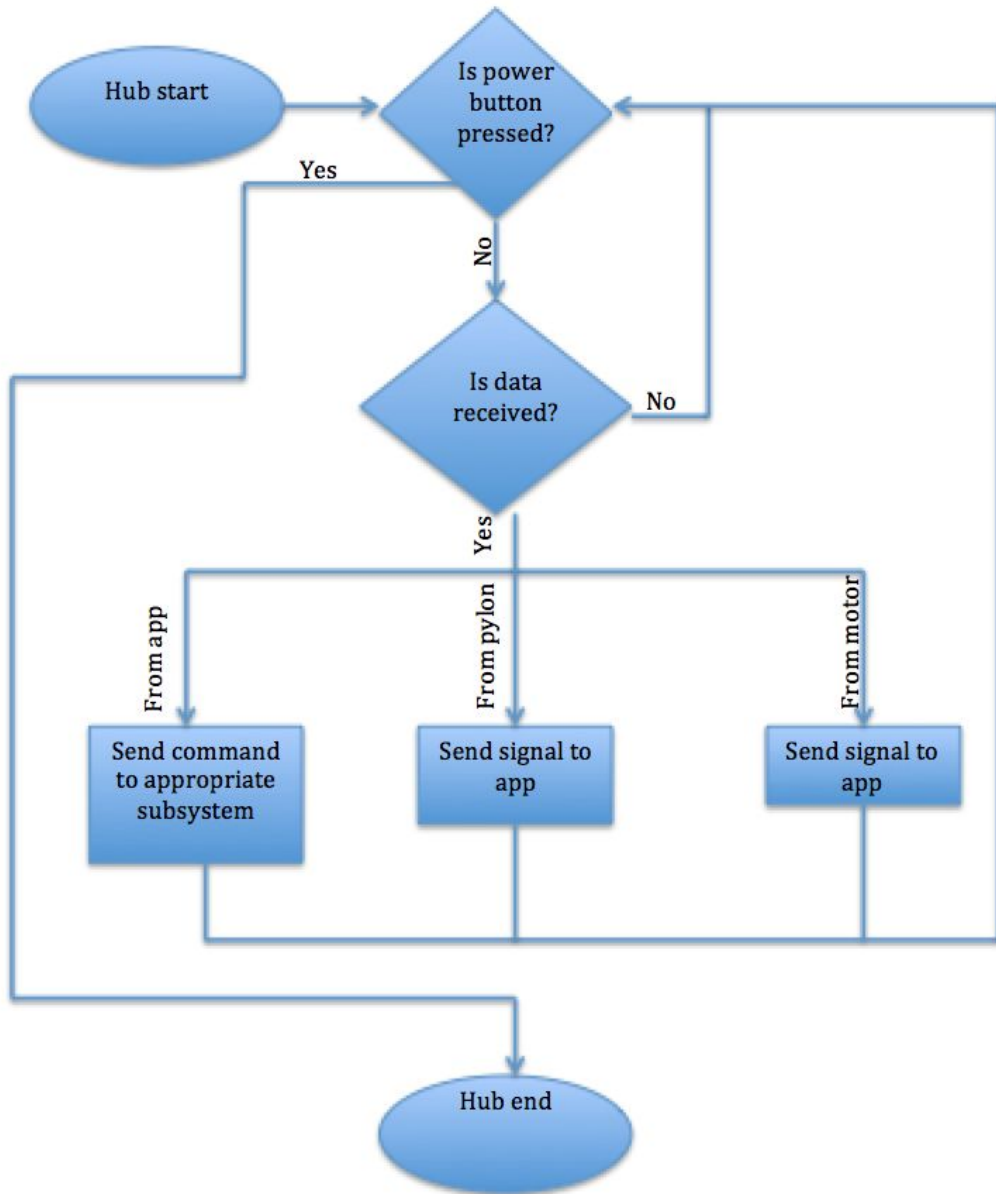 Hub start
Is power
button
pressed?
Yes
No
Is data
received?
No
Yes
From app
From pylon
From motor
Send command
to appropriate
subsystem
Send signal to
app
Send signal to
app
Hub end